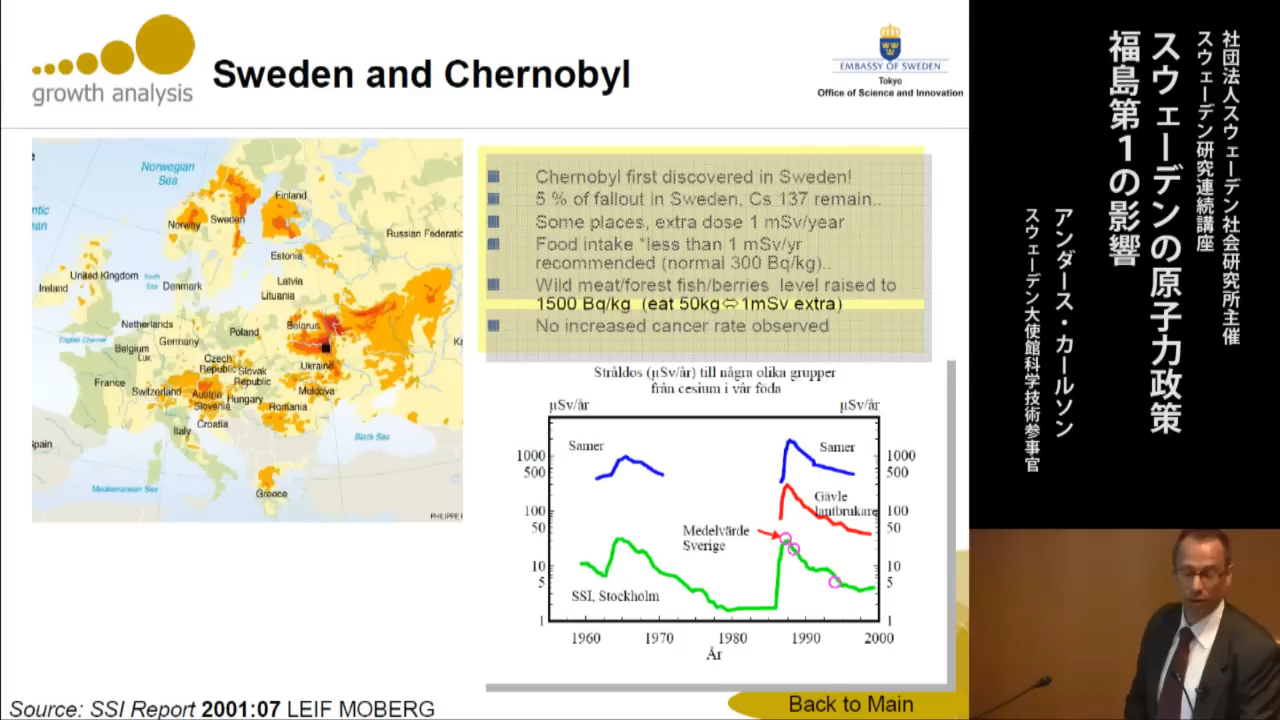 growth analysis
Sweden and Chernobyl
EMBASSY OF SWEDEN
Tokyo
Office of Science and Innovation
Norwegian
Sea
Finland
Norway
Sweden
Russian Federatio
Estonia
Latvia
United Kingdom
North
Sea
Denmark
Ireland
Lituania
Netherlands
Belarus
Poland
Germany
English Channel
Belgium
Lux.
Czech
Republic
Slovak
Republic
Ukraine
France
Switzerland
Austria
Hungary
Moldova
Slovenia
Romania
Croatia
Italy
Spain
Black Sea
Mediterranean Sea
Greece
Chernobyl first discovered in Sweden!
5 % of fallout in Sweden, Cs 137 remain..
Some places, extra dose 1 mSv/year
Food intake *less than 1 mSv/yr
recommended (normal 300 Bq/kg)..
Wild meat/forest fish/berries level raised to
1500 Bq/kg (eat 50kg⇔1mSv extra)
No increased cancer rate observed
Stråldos (µSv/år) till några olika grupper
från cesium i vår föda
µSv/år µSv/år
Samer Samer
1000 1000
500 500
Gävle
lantbrukare
100 100
50 50
Medelvärde
Sverige
10 10
5 5
SSI, Stockholm
1 1
1960 1970 1980 1990 2000
År
Source: SSI Report 2001:07 LEIF MOBERG
Back to Main
社団法人スウェーデン社会研究所主催
スウェーデン研究連続講座
スウェーデンの原子力政策
福島第1の影響
アンダース・カールソン
スウェーデン大使館科学技術参事官